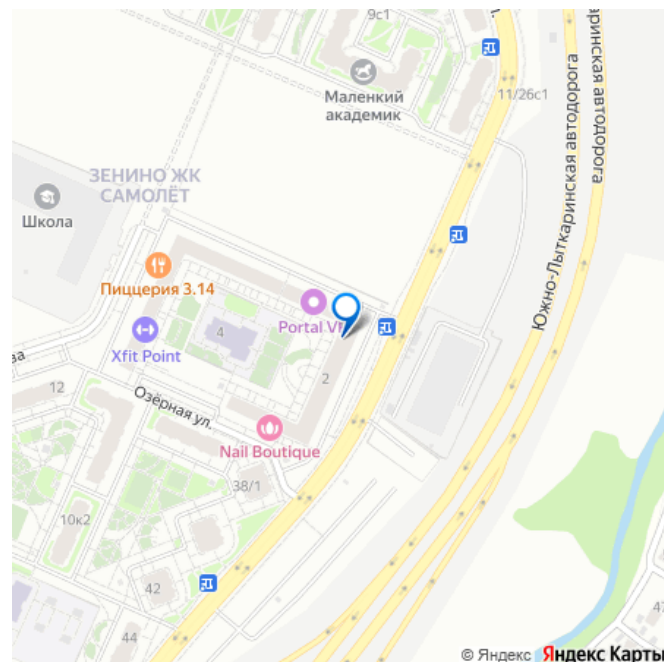 9с1
Маленкий
академик
11/26с1
Южно-Лыткаринская автодорога
ЗЕНИНО ЖК
САМОЛЁТ
Школа
Пиццерия 3.14
Portal
4
Xfit Point
2
12
Озёрная ул.
Nail Boutique
38/1
10к2
42
44
47
© Яндекс Яндекс Карты